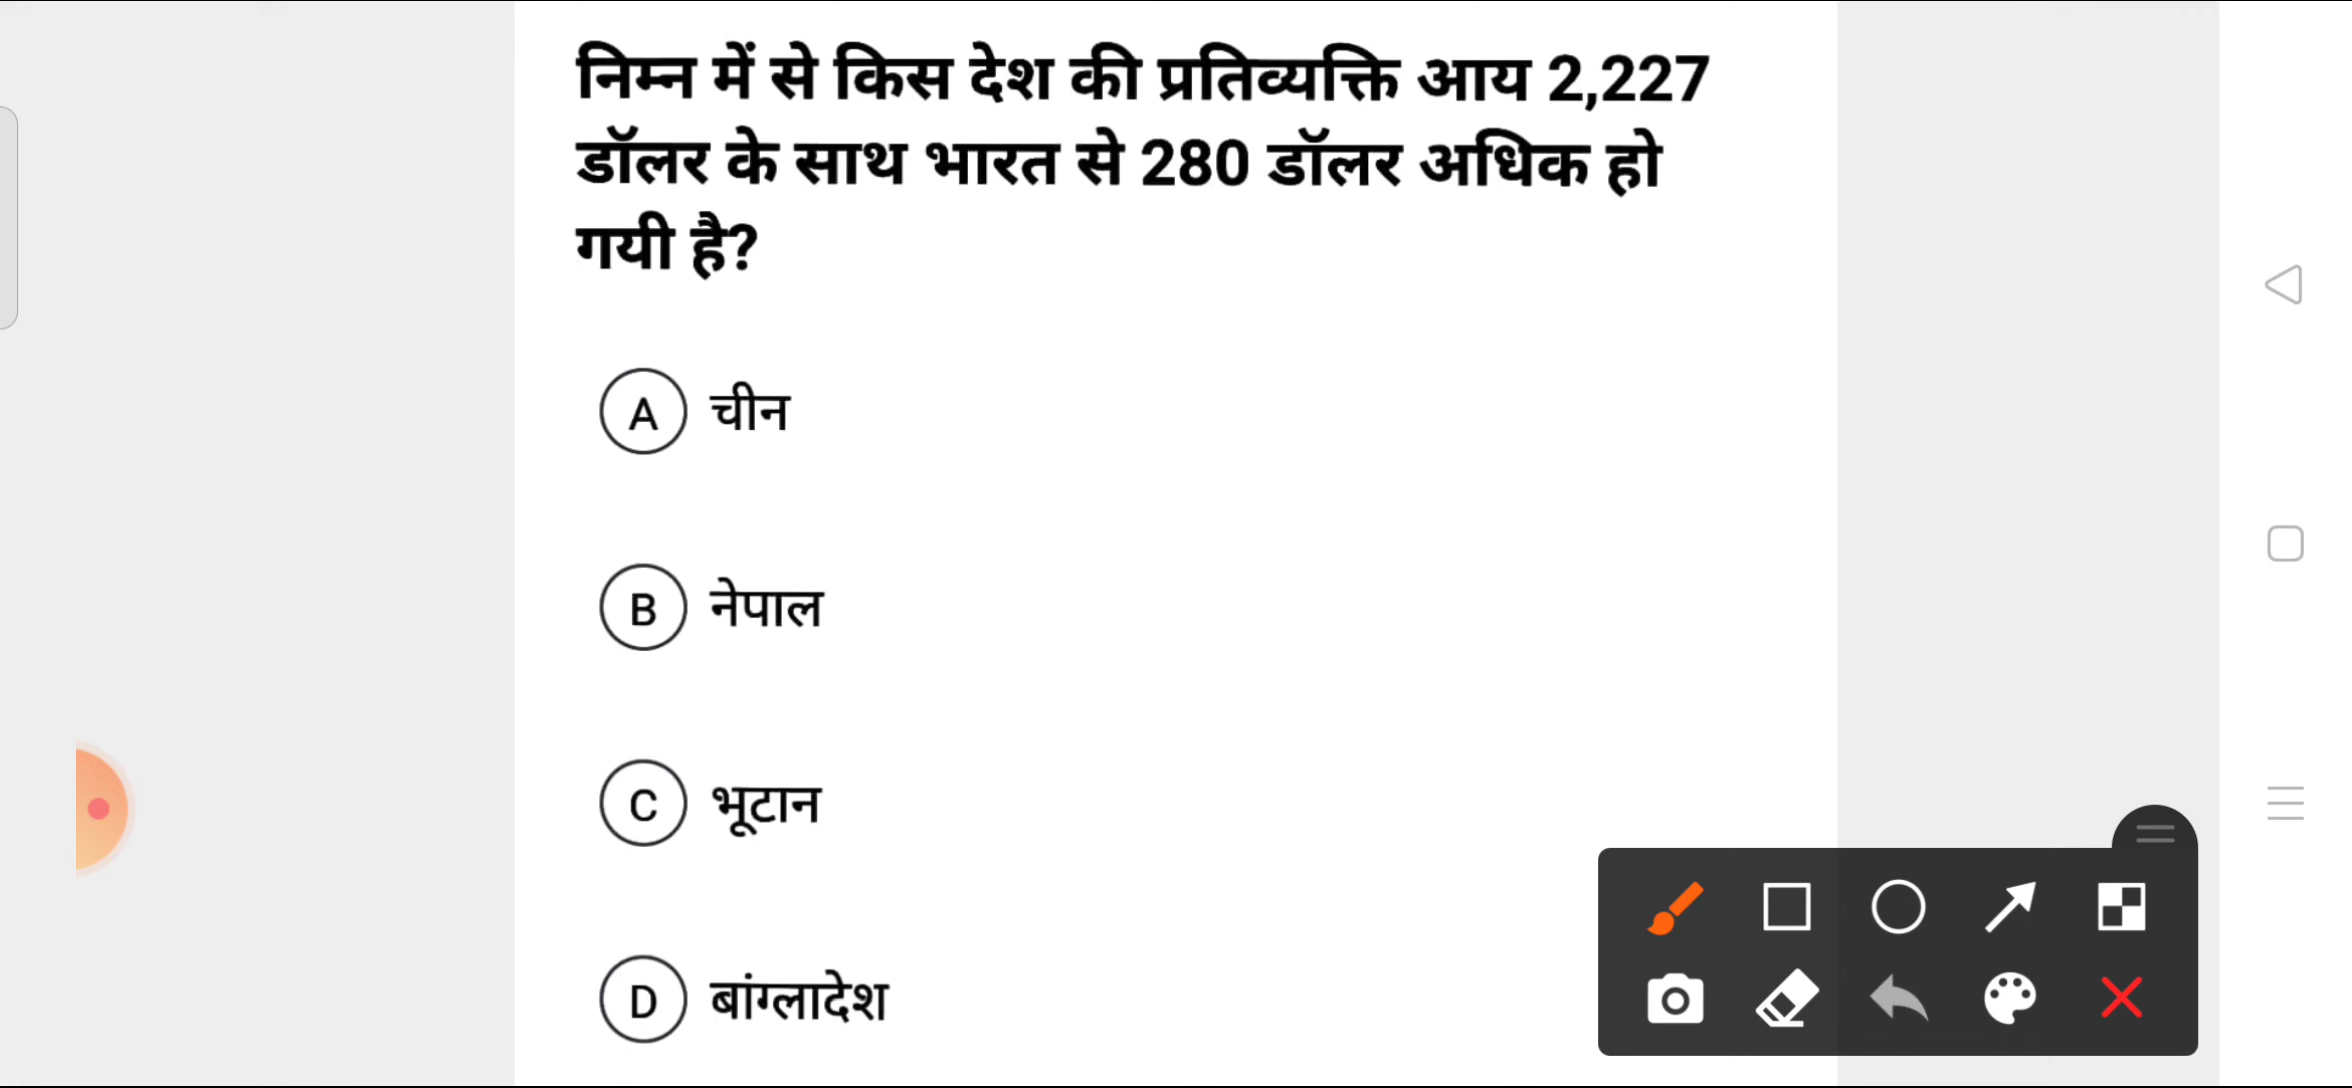 निम्न में से किस देश की प्रतिव्यक्ति आय 2,227
डॉलर के साथ भारत से 280 डॉलर अधिक हो
गयी है?
A चीन
B नेपाल
C भूटान
D बांग्लादेश